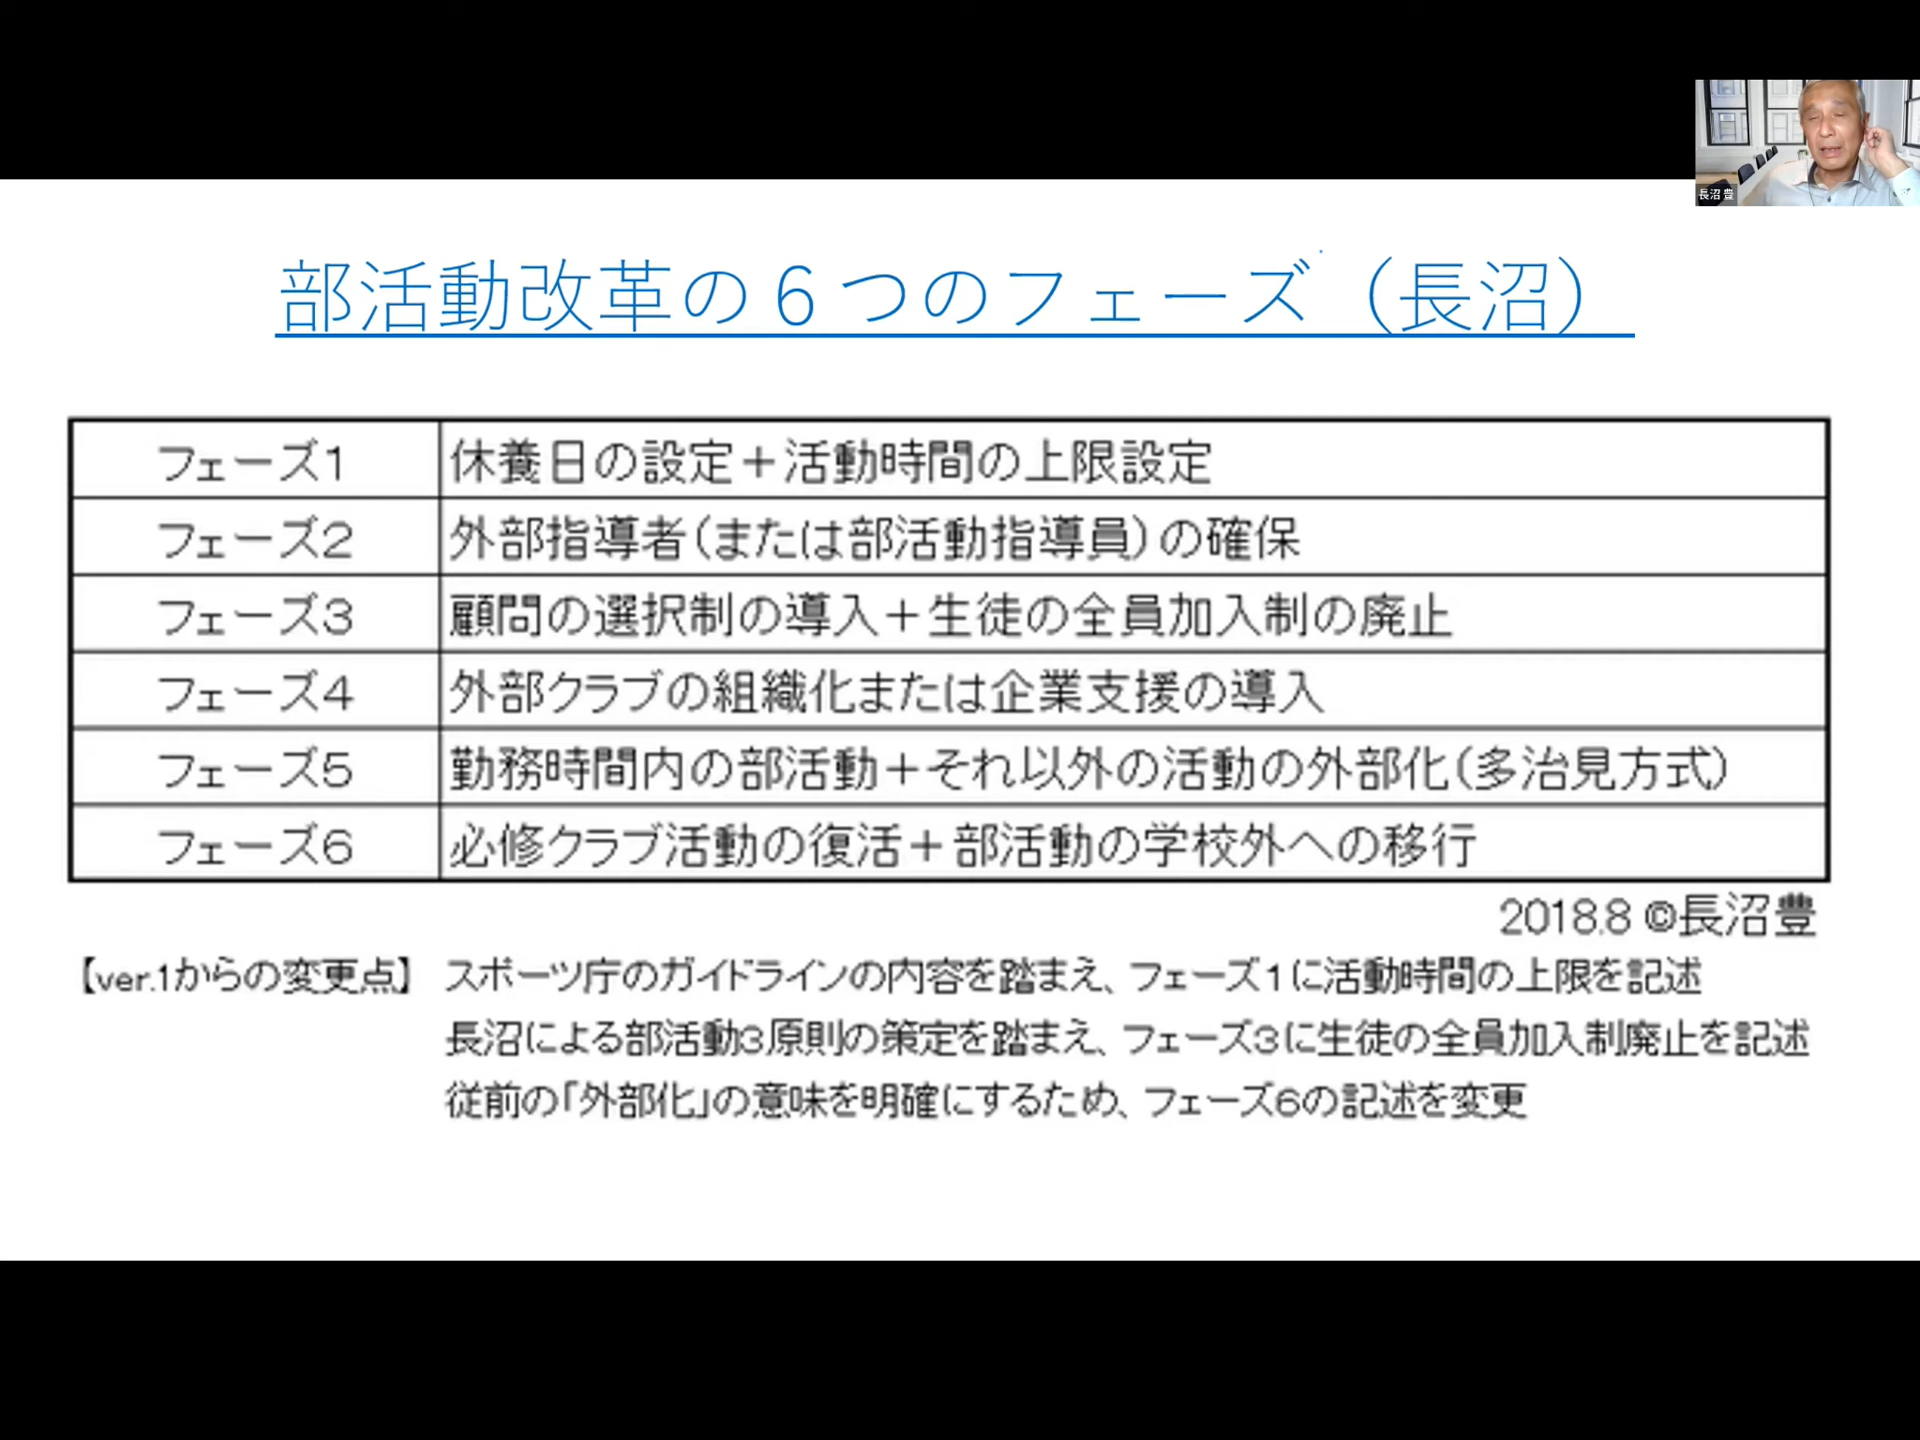 長沼 豊
部活動改革の６つのフェーズ（長沼）
フェーズ1 休養日の設定＋活動時間の上限設定
フェーズ2 外部指導者（または部活動指導員）の確保
フェーズ3 顧問の選択制の導入＋生徒の全員加入制の廃止
フェーズ4 外部クラブの組織化または企業支援の導入
フェーズ5 勤務時間内の部活動＋それ以外の活動の外部化（多治見方式）
フェーズ6 必修クラブ活動の復活＋部活動の学校外への移行
2018.8 ©長沼豊
【ver.1からの変更点】 スポーツ庁のガイドラインの内容を踏まえ、フェーズ1に活動時間の上限を記述
長沼による部活動3原則の策定を踏まえ、フェーズ3に生徒の全員加入制廃止を記述
従前の「外部化」の意味を明確にするため、フェーズ6の記述を変更